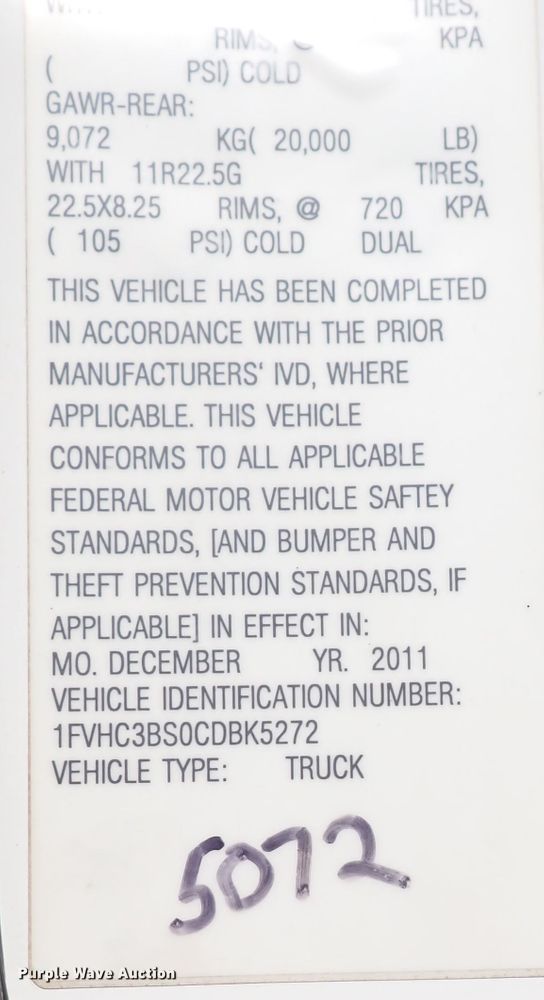 TIRES,
RIMS, @ KPA
( PSI) COLD
GAWR-REAR:
9,072 KG( 20,000 LB)
WITH 11R22.5G TIRES,
22.5X8.25 RIMS, @ 720 KPA
( 105 PSI) COLD DUAL
THIS VEHICLE HAS BEEN COMPLETED
IN ACCORDANCE WITH THE PRIOR
MANUFACTURERS‘ IVD, WHERE
APPLICABLE. THIS VEHICLE
CONFORMS TO ALL APPLICABLE
FEDERAL MOTOR VEHICLE SAFTEY
STANDARDS, [AND BUMPER AND
THEFT PREVENTION STANDARDS, IF
APPLICABLE] IN EFFECT IN:
MO. DECEMBER YR. 2011
VEHICLE IDENTIFICATION NUMBER:
1FVHC3BS0CDBK5272
VEHICLE TYPE: TRUCK
5072
Purple Wave Auction